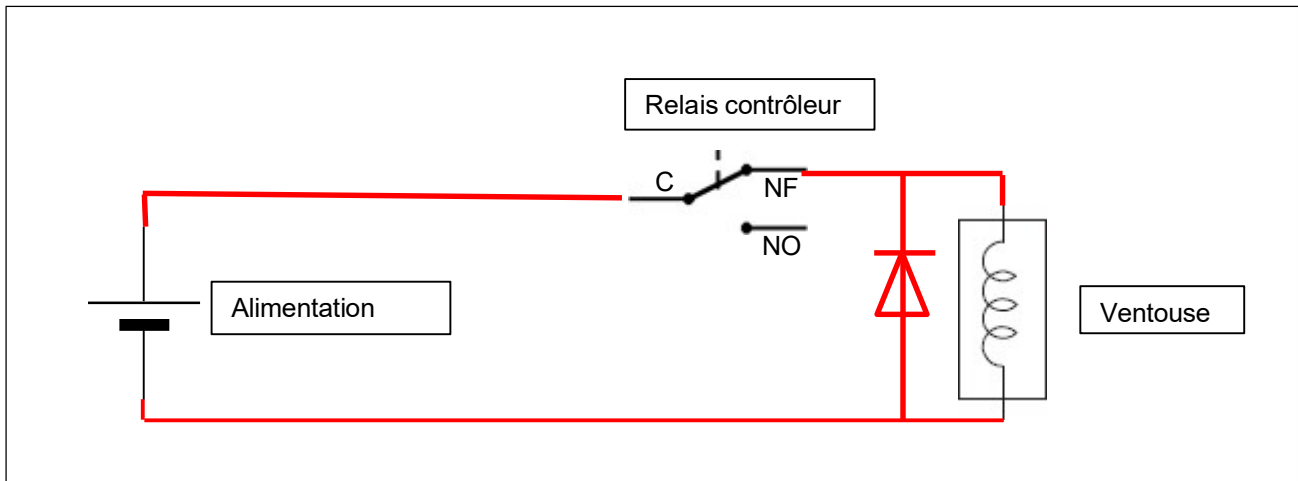 Relais contrôleur
C
NF
NO
Alimentation
Ventouse